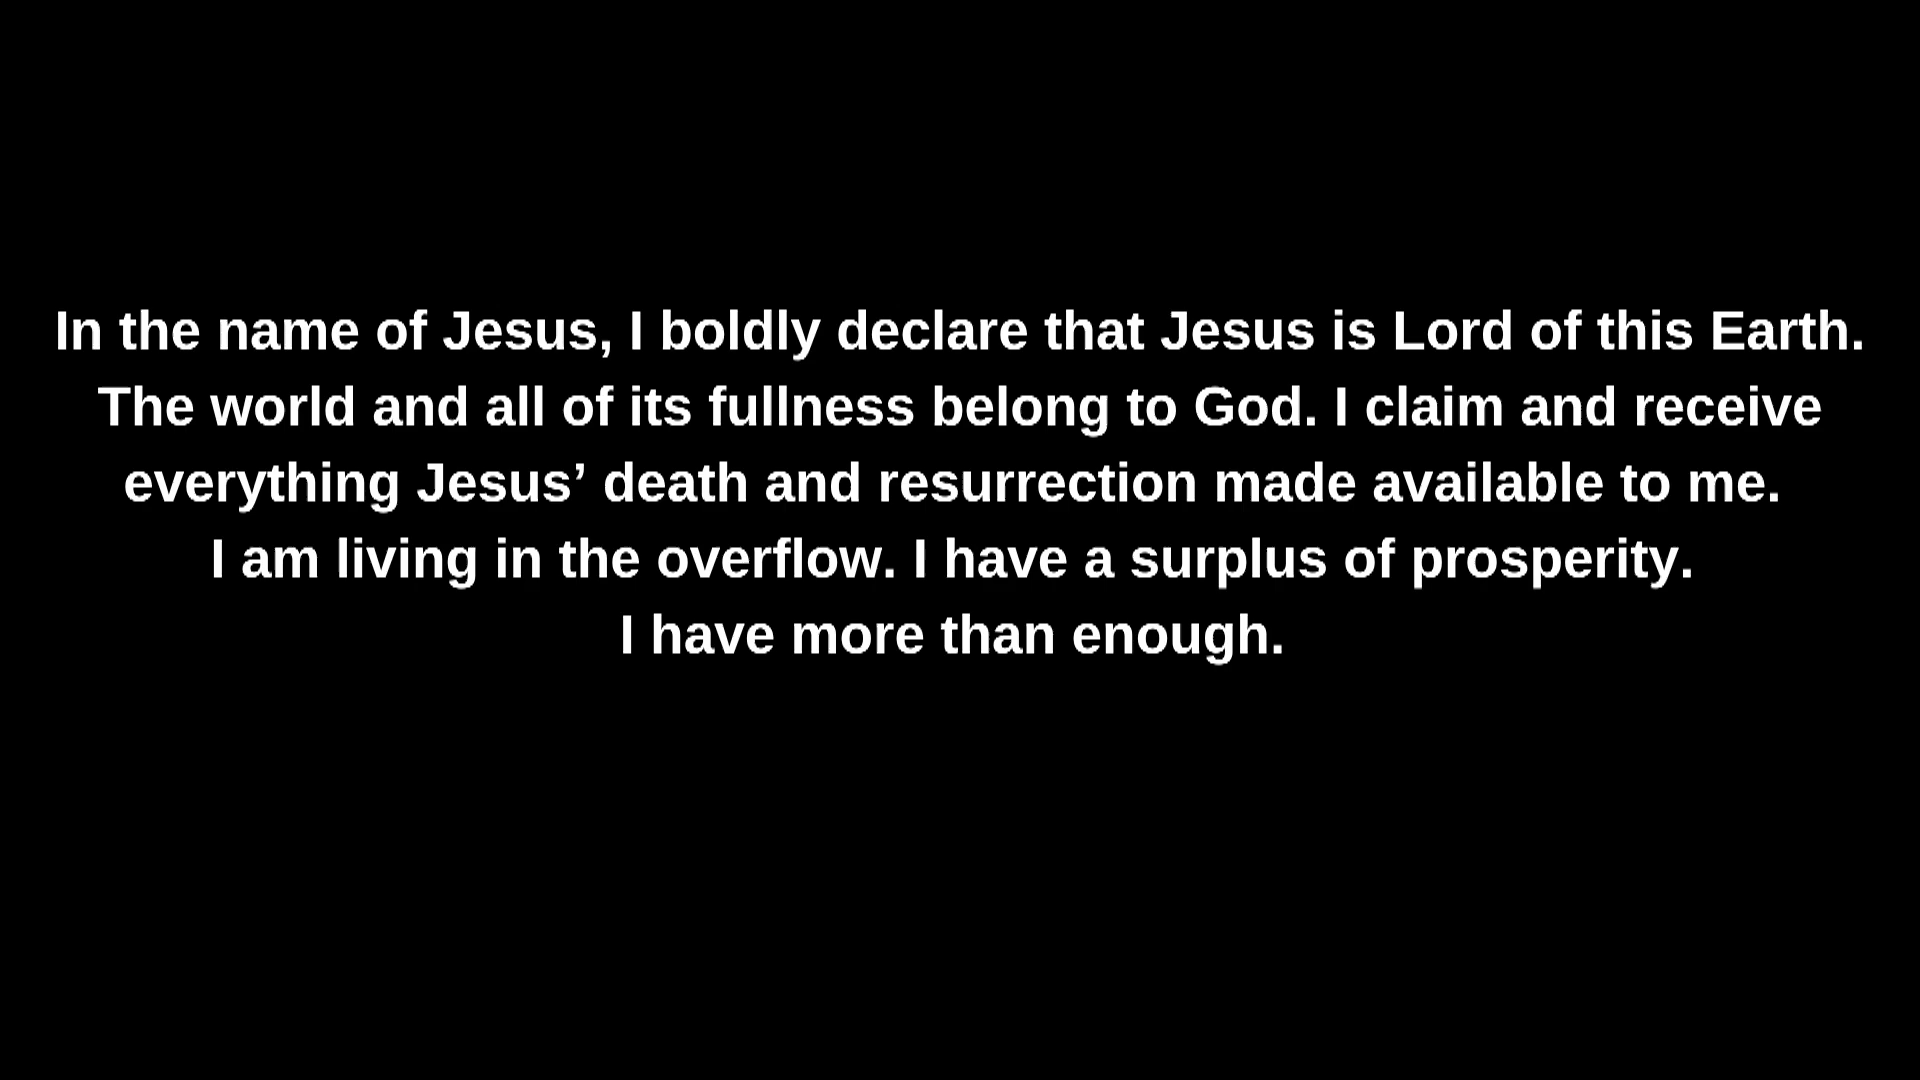 In the name of Jesus, I boldly declare that Jesus is Lord of this Earth.
The world and all of its fullness belong to God. I claim and receive
everything Jesus’ death and resurrection made available to me.
I am living in the overflow. I have a surplus of prosperity.
I have more than enough.